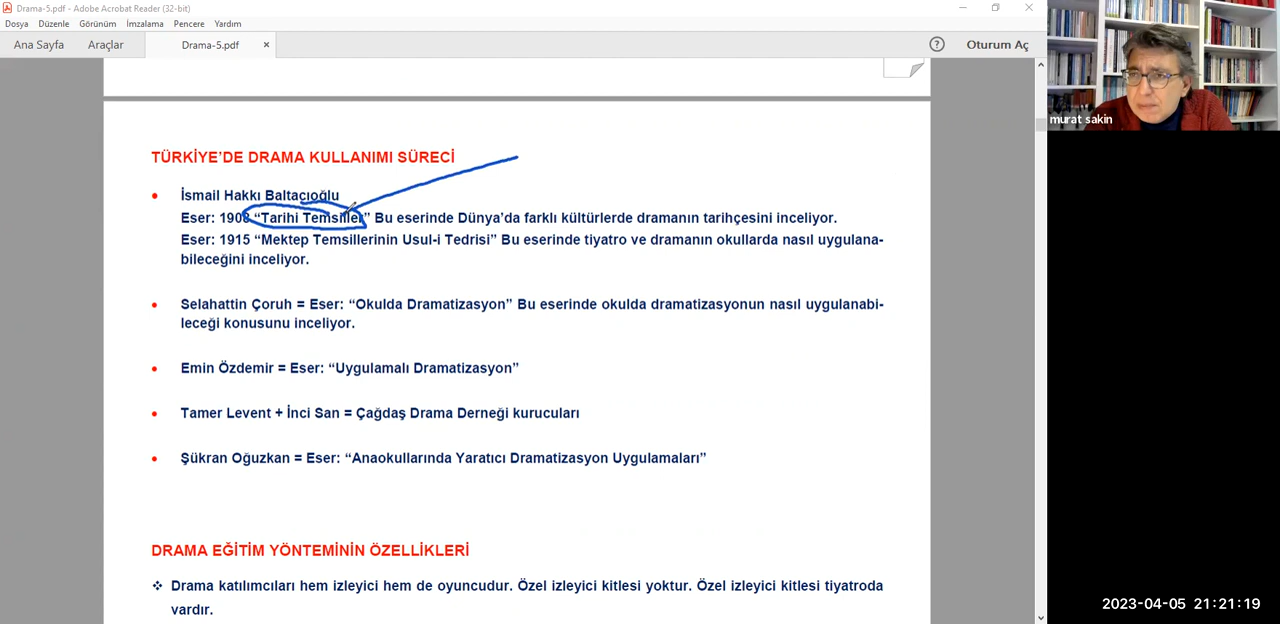 Drama-5.pdf - Adobe Acrobat Reader (32-bit)
Dosya Düzenle Görünüm İmzalama Pencere Yardım
Ana Sayfa Araçlar Drama-5.pdf × ? Oturum Aç
murat sakin
TÜRKİYE’DE DRAMA KULLANIMI SÜRECİ
• İsmail Hakkı Baltacıoğlu
Eser: 1908 “Tarihi Temsiller” Bu eserinde Dünya’da farklı kültürlerde dramanın tarihçesini inceliyor.
Eser: 1915 “Mektep Temsillerinin Usul-i Tedrisi” Bu eserinde tiyatro ve dramanın okullarda nasıl uygulana-
bileceğini inceliyor.
• Selahattin Çoruh = Eser: “Okulda Dramatizasyon” Bu eserinde okulda dramatizasyonun nasıl uygulanabi-
leceği konusunu inceliyor.
• Emin Özdemir = Eser: “Uygulamalı Dramatizasyon”
• Tamer Levent + İnci San = Çağdaş Drama Derneği kurucuları
• Şükran Oğuzkan = Eser: “Anaokullarında Yaratıcı Dramatizasyon Uygulamaları”
DRAMA EĞİTİM YÖNTEMİNİN ÖZELLİKLERİ
❖ Drama katılımcıları hem izleyici hem de oyuncudur. Özel izleyici kitlesi yoktur. Özel izleyici kitlesi tiyatroda
vardır.
2023-04-05 21:21:19